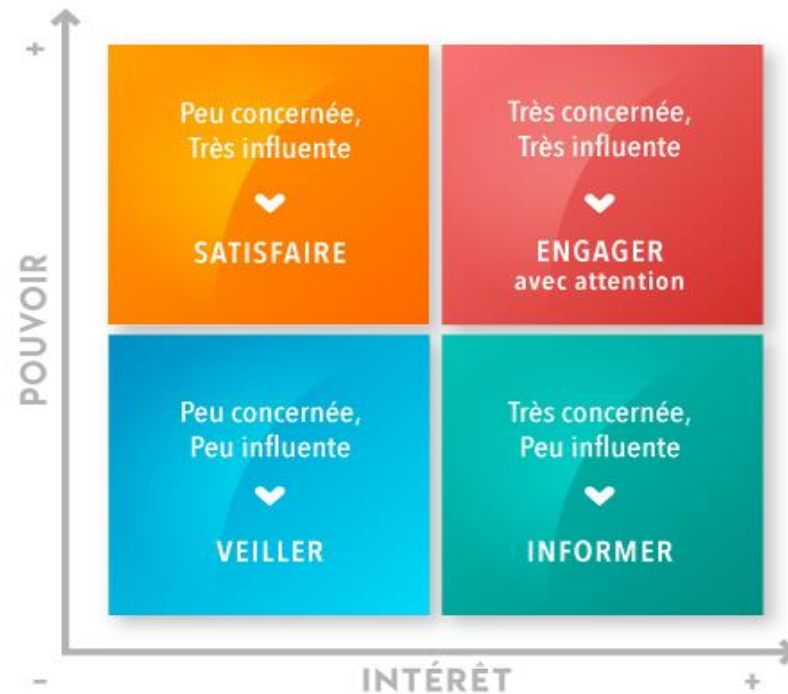 +
POUVOIR
Peu concernée,
Très influente
SATISFAIRE
Très concernée,
Très influente
ENGAGER
avec attention
Peu concernée,
Peu influente
VEILLER
Très concernée,
Peu influente
INFORMER
-
INTÉRÊT
+